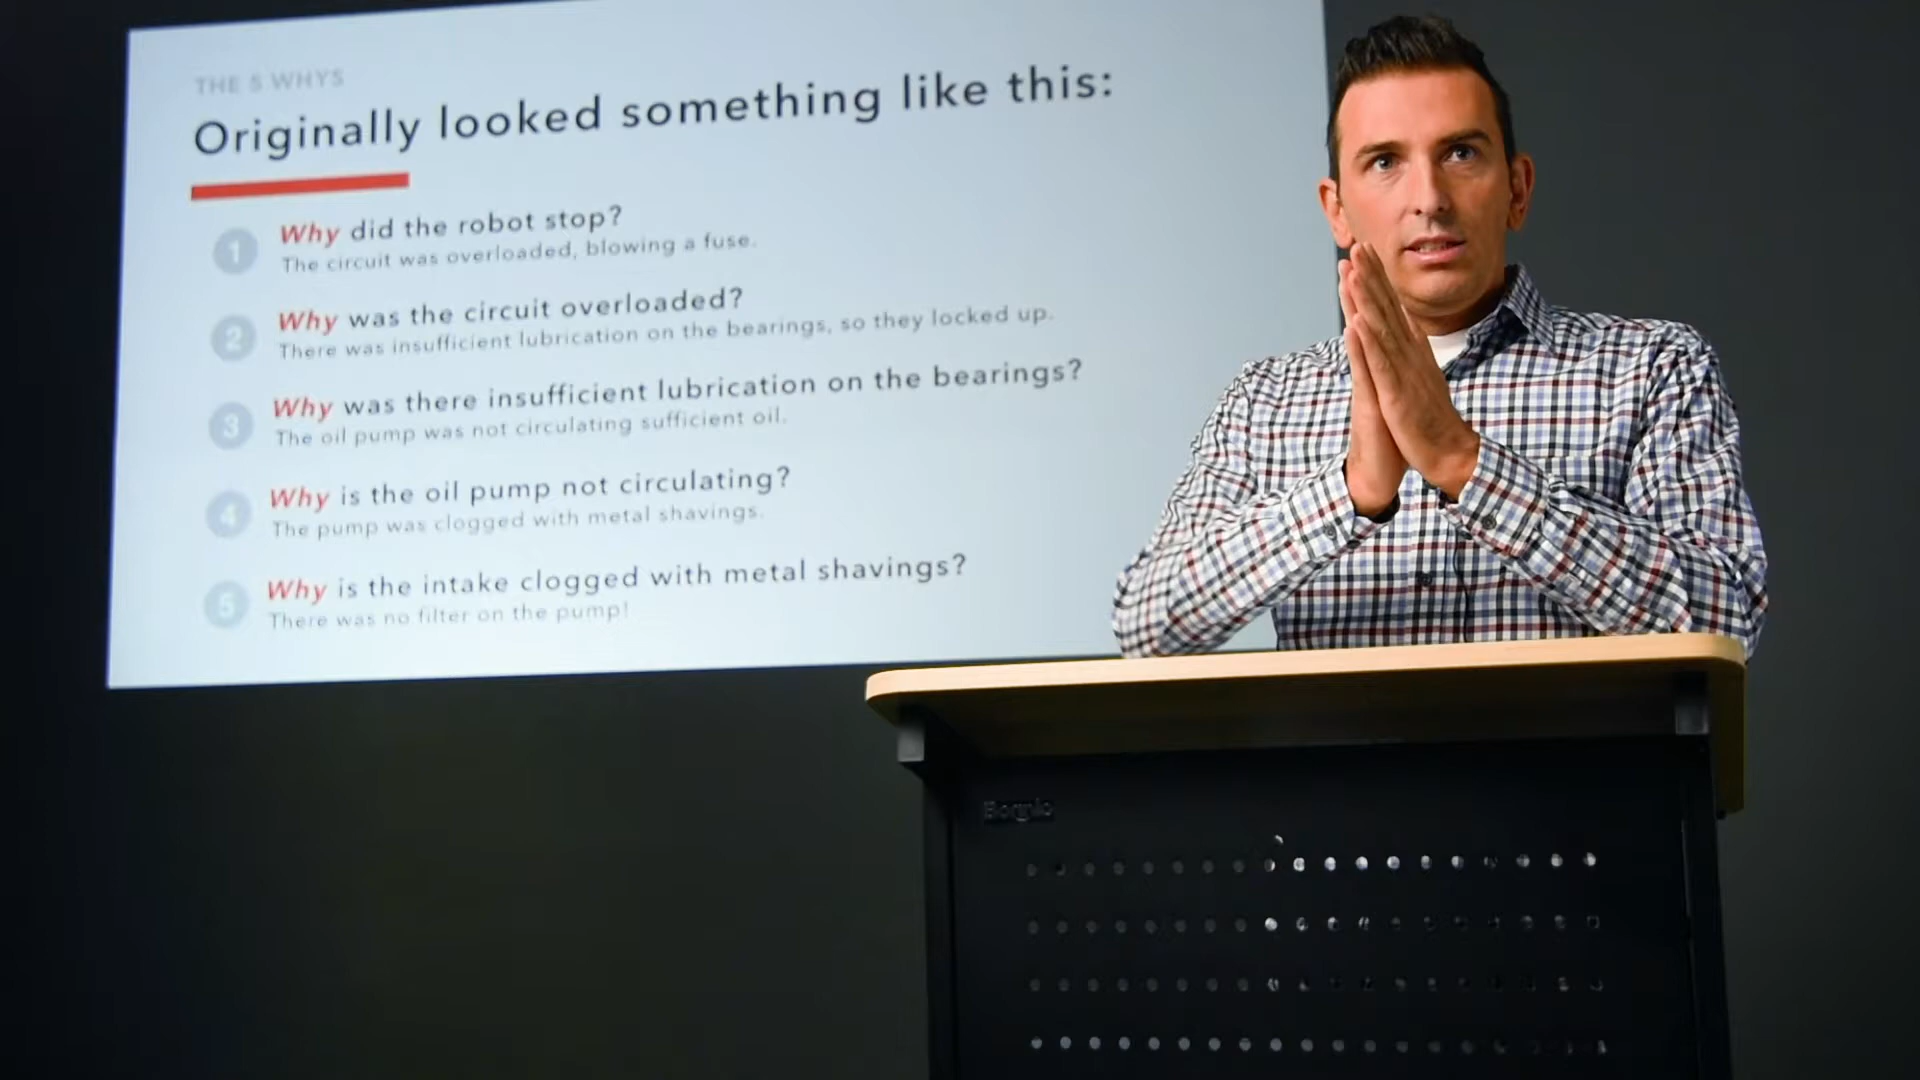 THE 5 WHYS
Originally looked something like this:
1 Why did the robot stop?
The circuit was overloaded, blowing a fuse.
2 Why was the circuit overloaded?
There was insufficient lubrication on the bearings, so they locked up.
3 Why was there insufficient lubrication on the bearings?
The oil pump was not circulating sufficient oil.
4 Why is the oil pump not circulating?
The pump was clogged with metal shavings.
5 Why is the intake clogged with metal shavings?
There was no filter on the pump!